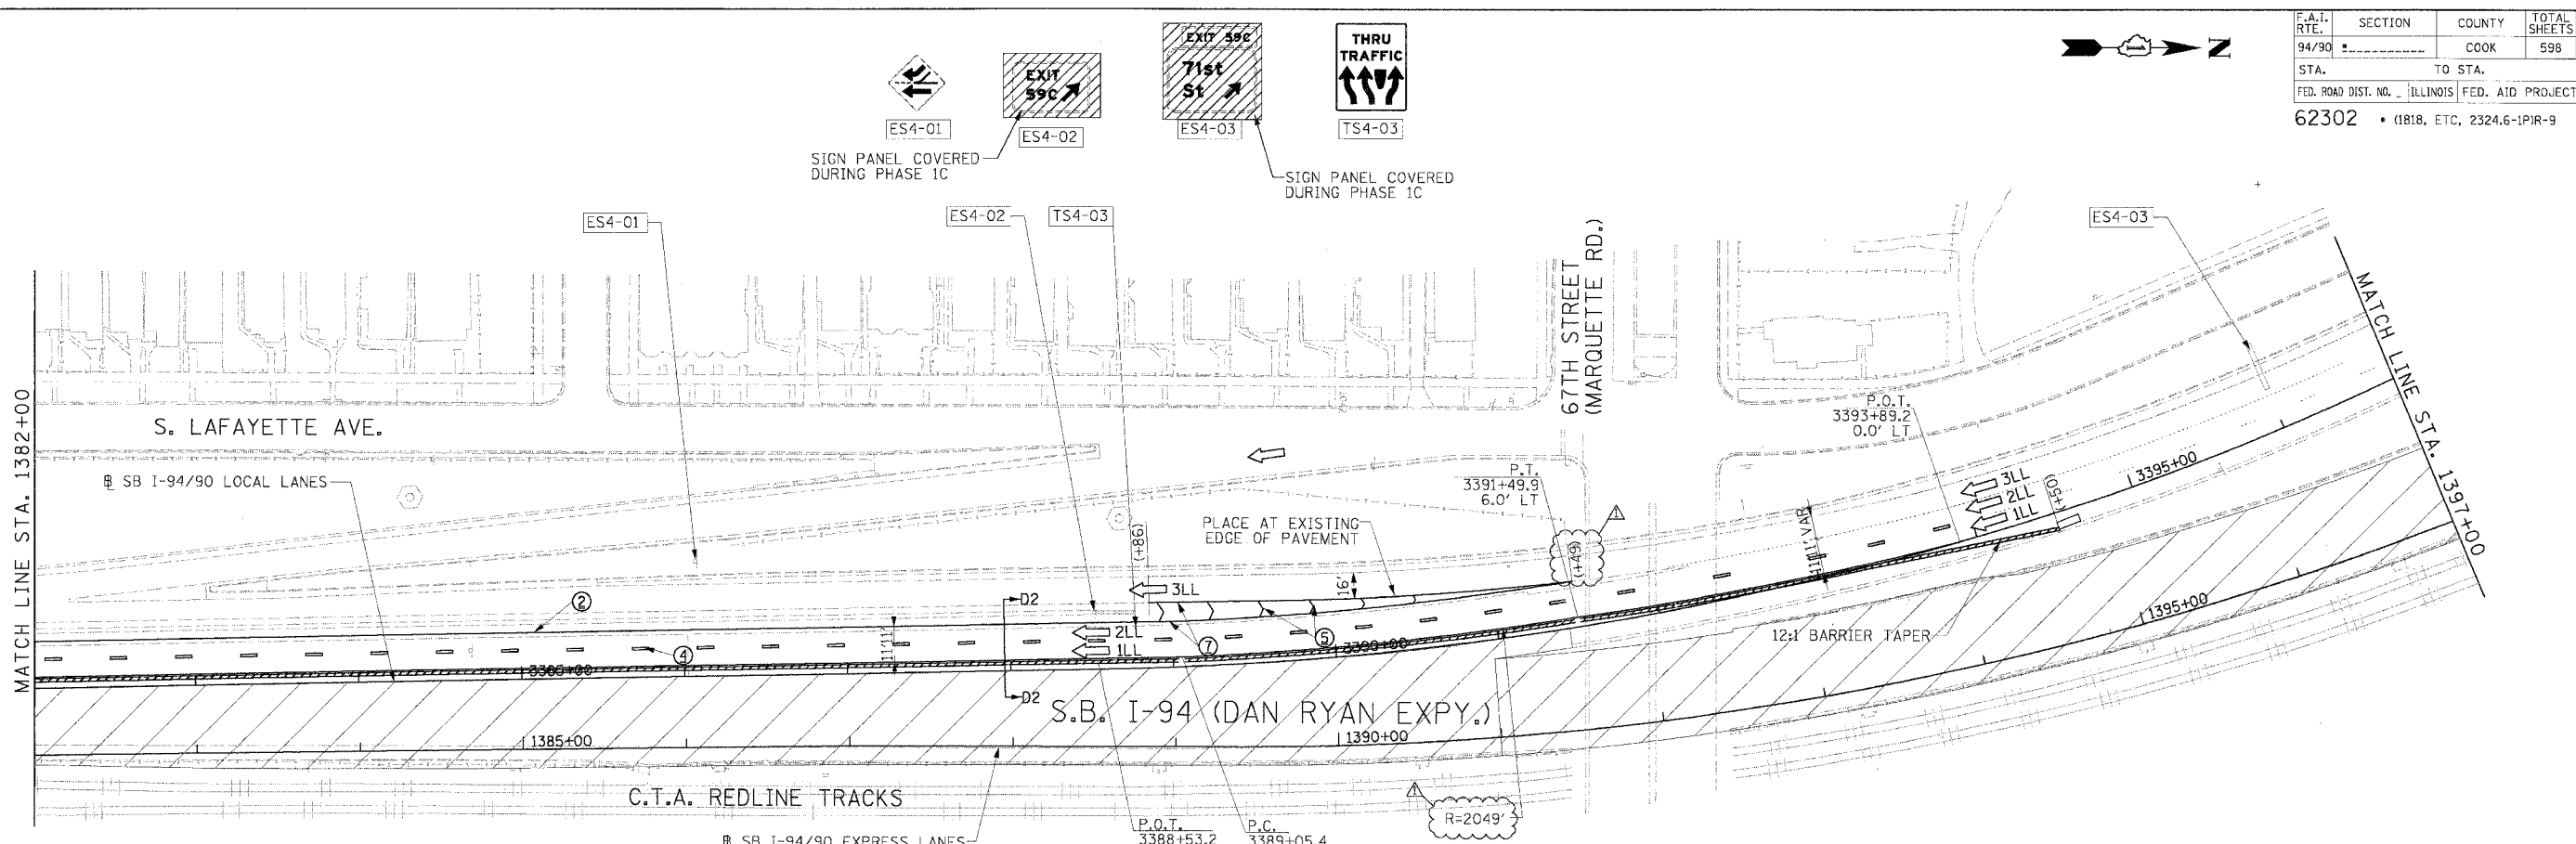 F.A.I. RTE. SECTION COUNTY TOTAL SHEETS
94/90 COOK 598
STA. TO STA.
FED. ROAD DIST. NO. _ ILLINOIS FED. AID PROJECT
62302 • (1818, ETC, 2324.6-1P)R-9
N
EXIT 59C
ES4-01
ES4-02
EXIT 59C
71st St
ES4-03
THRU TRAFFIC
TS4-03
SIGN PANEL COVERED
DURING PHASE 1C
SIGN PANEL COVERED
DURING PHASE 1C
ES4-01
ES4-02
TS4-03
ES4-03
67TH STREET
(MARQUETTE RD.)
MATCH LINE STA. 1382+00
MATCH LINE STA. 1397+00
S. LAFAYETTE AVE.
℄ SB I-94/90 LOCAL LANES
P.O.T.
3393+89.2
0.0' LT
P.T.
3391+49.9
6.0' LT
PLACE AT EXISTING
EDGE OF PAVEMENT
(+86)
(+49)
1
16'
VAR
(+50)
3LL
2LL
1LL
3395+00
3LL
2LL
1LL
2
4
5
7
11'
11'
D2
D2
3385+00
3390+00
12:1 BARRIER TAPER
1395+00
S.B. I-94 (DAN RYAN EXPY.)
1385+00
1390+00
C.T.A. REDLINE TRACKS
℄ SB I-94/90 EXPRESS LANES
P.O.T.
3388+53.2
P.C.
3389+05.4
1
R=2049'